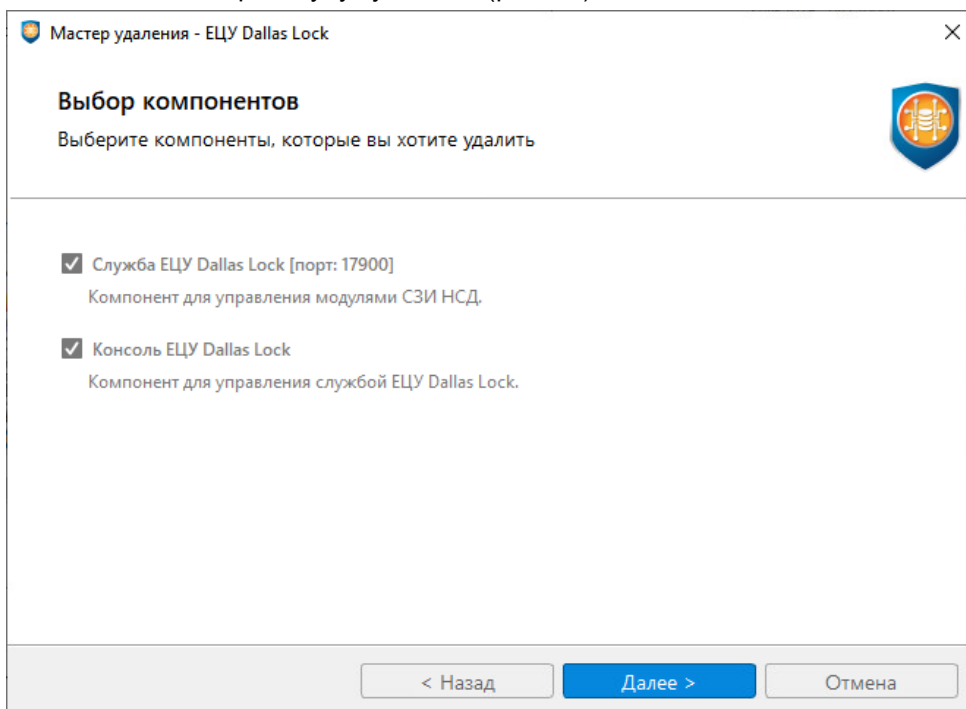 Мастер удаления - ЕЦУ Dallas Lock
Выбор компонентов
Выберите компоненты, которые вы хотите удалить
Служба ЕЦУ Dallas Lock [порт: 17900]
Компонент для управления модулями СЗИ НСД.
Консоль ЕЦУ Dallas Lock
Компонент для управления службой ЕЦУ Dallas Lock.
< Назад
Далее >
Отмена